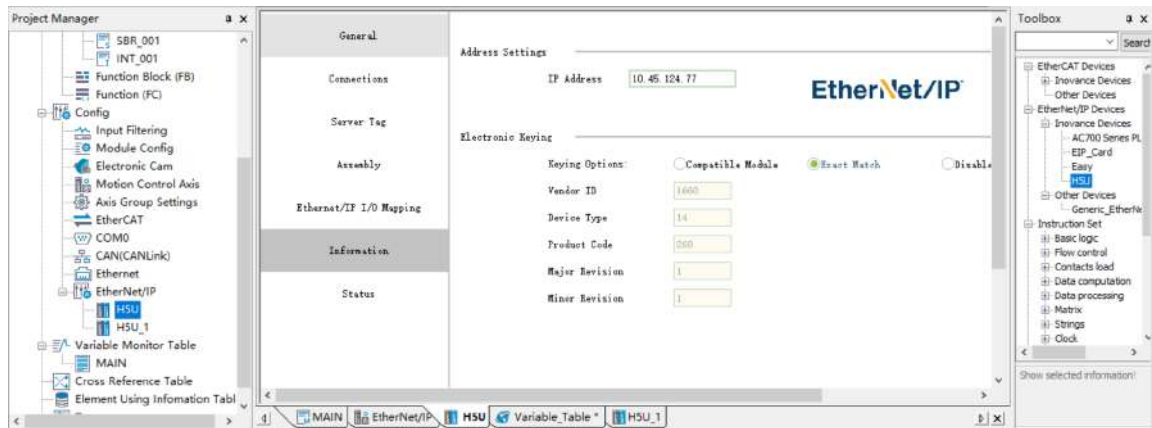 Project Manager
SBR_001
INT_001
Function Block (FB)
Function (FC)
Config
Input Filtering
Module Config
Electronic Cam
Motion Control Axis
Axis Group Settings
EtherCAT
COM0
CAN(CANLink)
Ethernet
EtherNet/IP
H5U
H5U_1
Variable Monitor Table
MAIN
Cross Reference Table
Element Using Infomation Tabl
General
Connections
Server Tag
Assembly
Ethernet/IP I/O Mapping
Information
Status
Address Settings
IP Address 10. 45. 124. 77
EtherNet/IP
Electronic Keying
Keying Options: Compatible Module Exact Match Disable
Vendor ID 1660
Device Type 14
Product Code 260
Major Revision 1
Minor Revision 1
MAIN EtherNet/IP H5U Variable_Table * H5U_1
Toolbox
Search
EtherCAT Devices
Inovance Devices
Other Devices
EtherNet/IP Devices
Inovance Devices
AC700 Series PL
EIP_Card
Easy
H5U
Other Devices
Generic_EtherNe
Instruction Set
Basic logic
Flow control
Contacts load
Data computation
Data processing
Matrix
Strings
Clock
Show selected information!